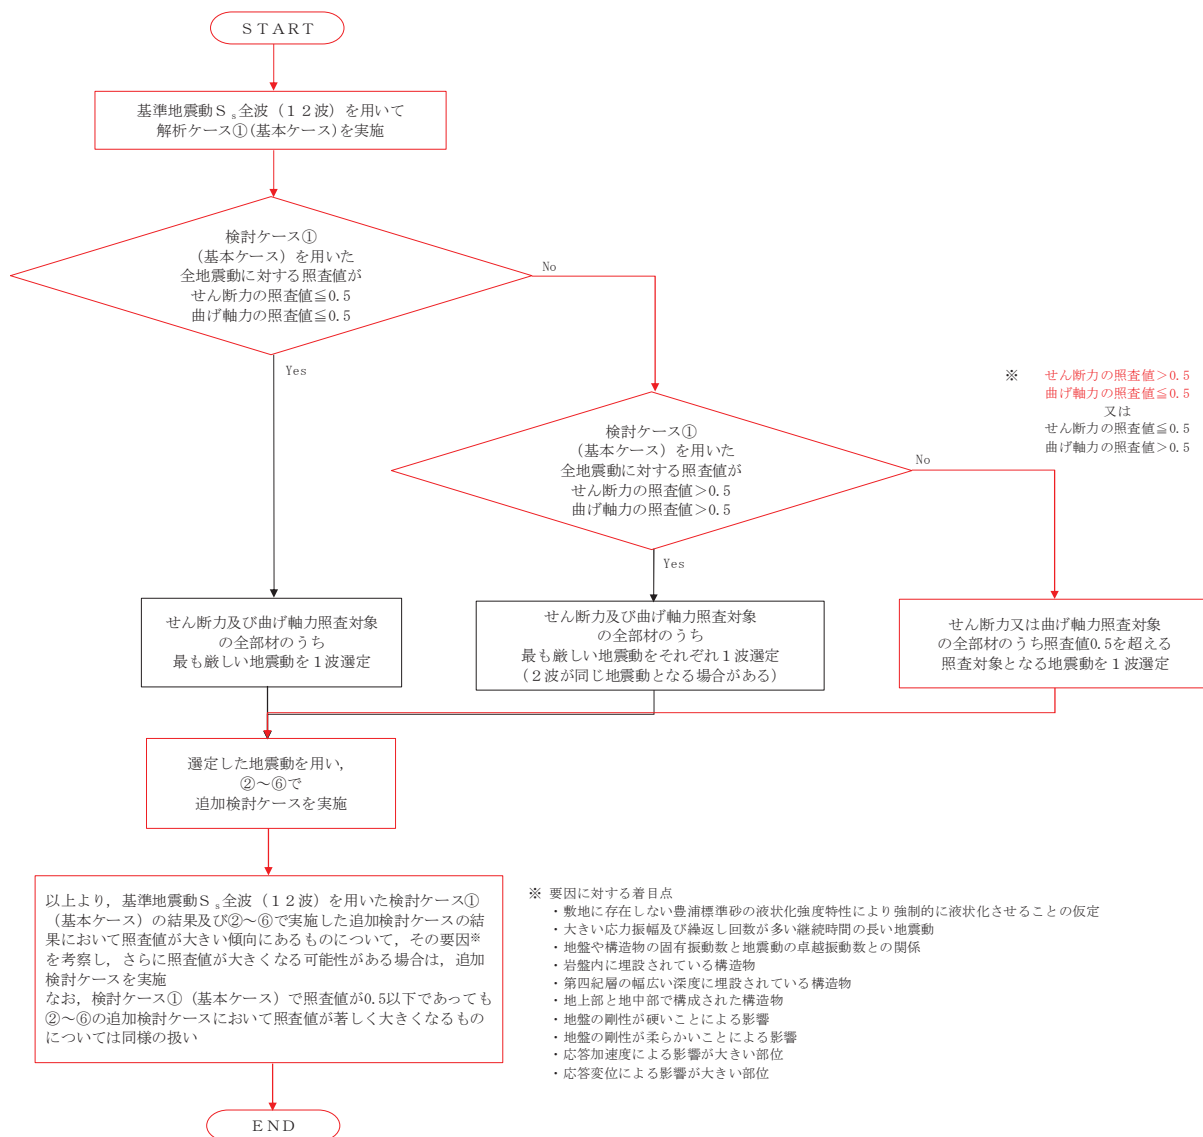 ＳＴＡＲＴ
基準地震動Ｓｓ全波（１２波）を用いて
解析ケース①(基本ケース)を実施
検討ケース①
（基本ケース）を用いた
全地震動に対する照査値が
せん断力の照査値≦0.5
曲げ軸力の照査値≦0.5
No
Yes
※ せん断力の照査値＞0.5
曲げ軸力の照査値≦0.5
又は
せん断力の照査値≦0.5
曲げ軸力の照査値＞0.5
検討ケース①
（基本ケース）を用いた
全地震動に対する照査値が
せん断力の照査値＞0.5
曲げ軸力の照査値＞0.5
No
Yes
せん断力及び曲げ軸力照査対象
の全部材のうち
最も厳しい地震動を１波選定
せん断力及び曲げ軸力照査対象
の全部材のうち
最も厳しい地震動をそれぞれ１波選定
（２波が同じ地震動となる場合がある）
せん断力又は曲げ軸力照査対象
の全部材のうち照査値0.5を超える
照査対象となる地震動を１波選定
選定した地震動を用い，
②～⑥で
追加検討ケースを実施
以上より，基準地震動Ｓｓ全波（１２波）を用いた検討ケース①
（基本ケース）の結果及び②～⑥で実施した追加検討ケースの結
果において照査値が大きい傾向にあるものについて，その要因※
を考察し，さらに照査値が大きくなる可能性がある場合は，追加
検討ケースを実施
なお，検討ケース①（基本ケース）で照査値が0.5以下であっても
②～⑥の追加検討ケースにおいて照査値が著しく大きくなるもの
については同様の扱い
※ 要因に対する着目点
・敷地に存在しない豊浦標準砂の液状化強度特性により強制的に液状化させることの仮定
・大きい応力振幅及び繰返し回数が多い継続時間の長い地震動
・地盤や構造物の固有振動数と地震動の卓越振動数との関係
・岩盤内に埋設されている構造物
・第四紀層の幅広い深度に埋設されている構造物
・地上部と地中部で構成された構造物
・地盤の剛性が硬いことによる影響
・地盤の剛性が柔らかいことによる影響
・応答加速度による影響が大きい部位
・応答変位による影響が大きい部位
ＥＮＤ